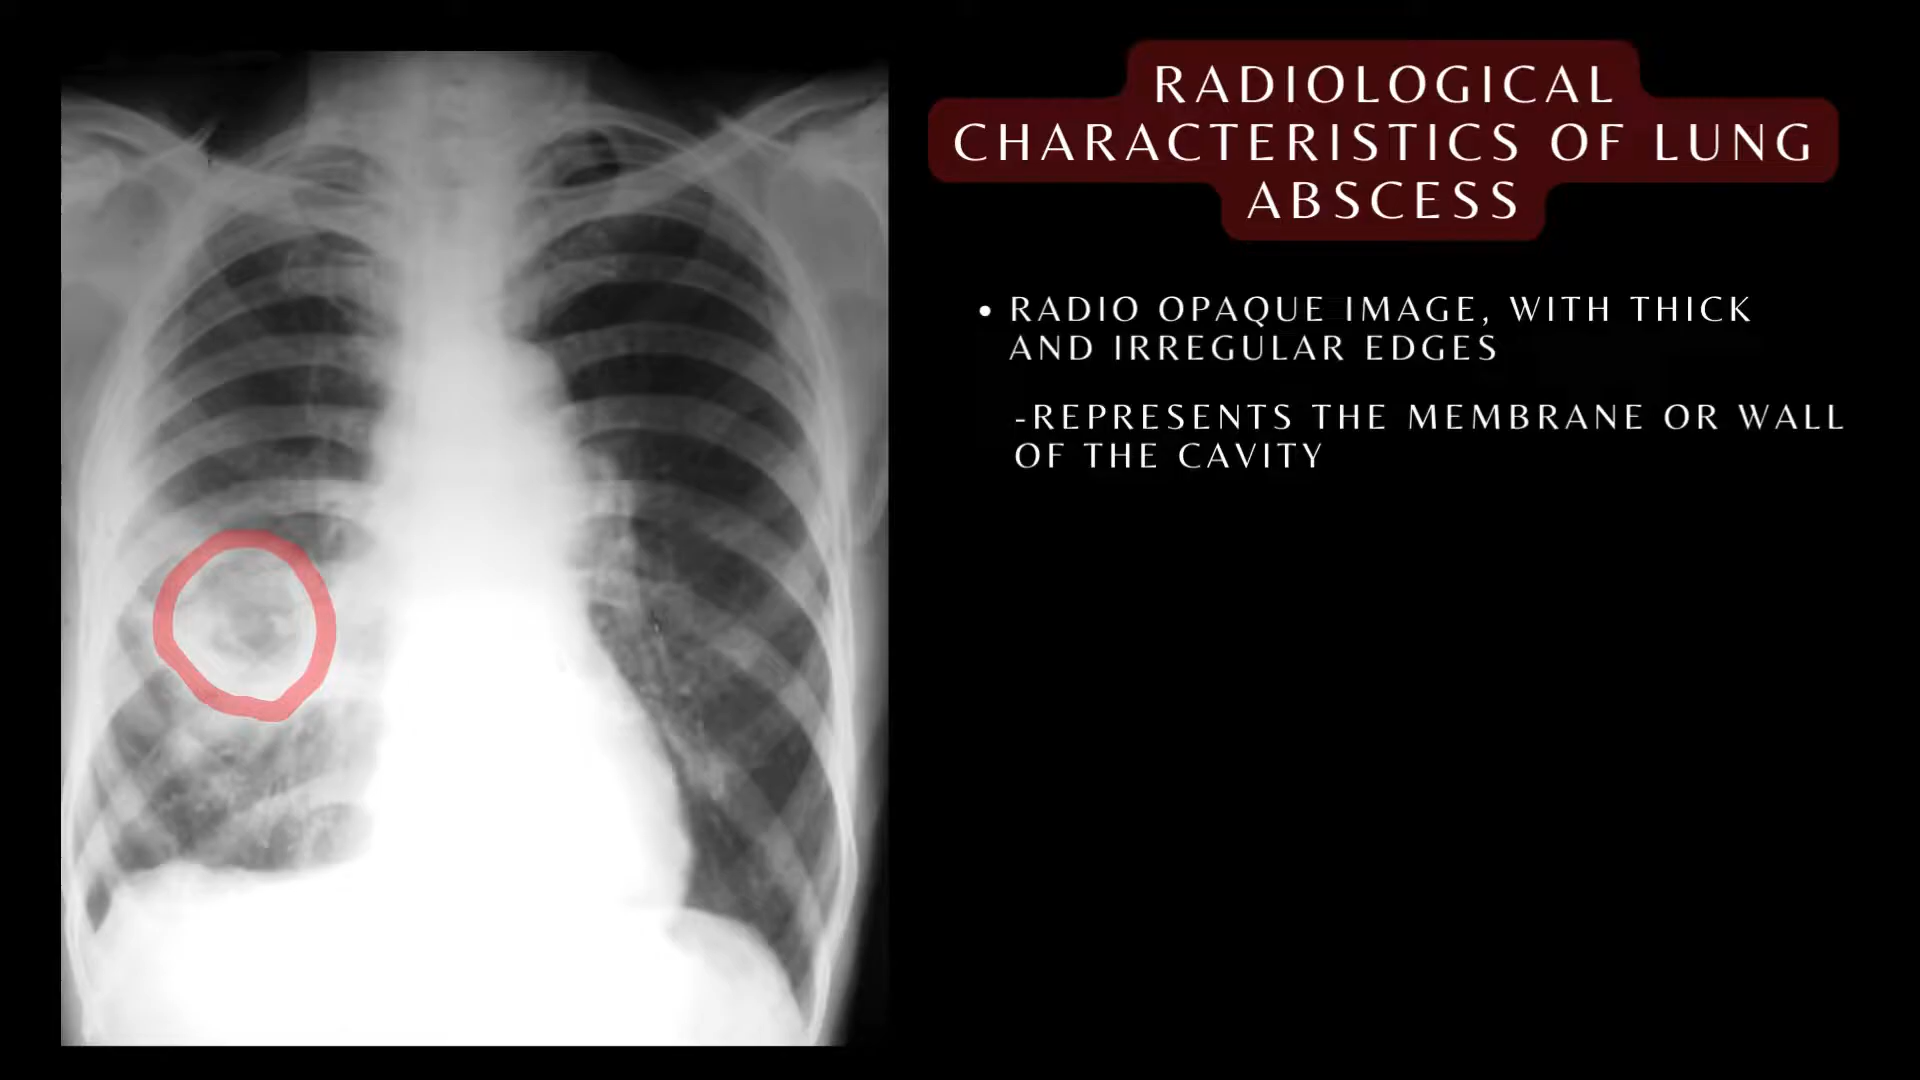 RADIOLOGICAL
CHARACTERISTICS OF LUNG
ABSCESS
• RADIO OPAQUE IMAGE, WITH THICK
AND IRREGULAR EDGES
-REPRESENTS THE MEMBRANE OR WALL
OF THE CAVITY